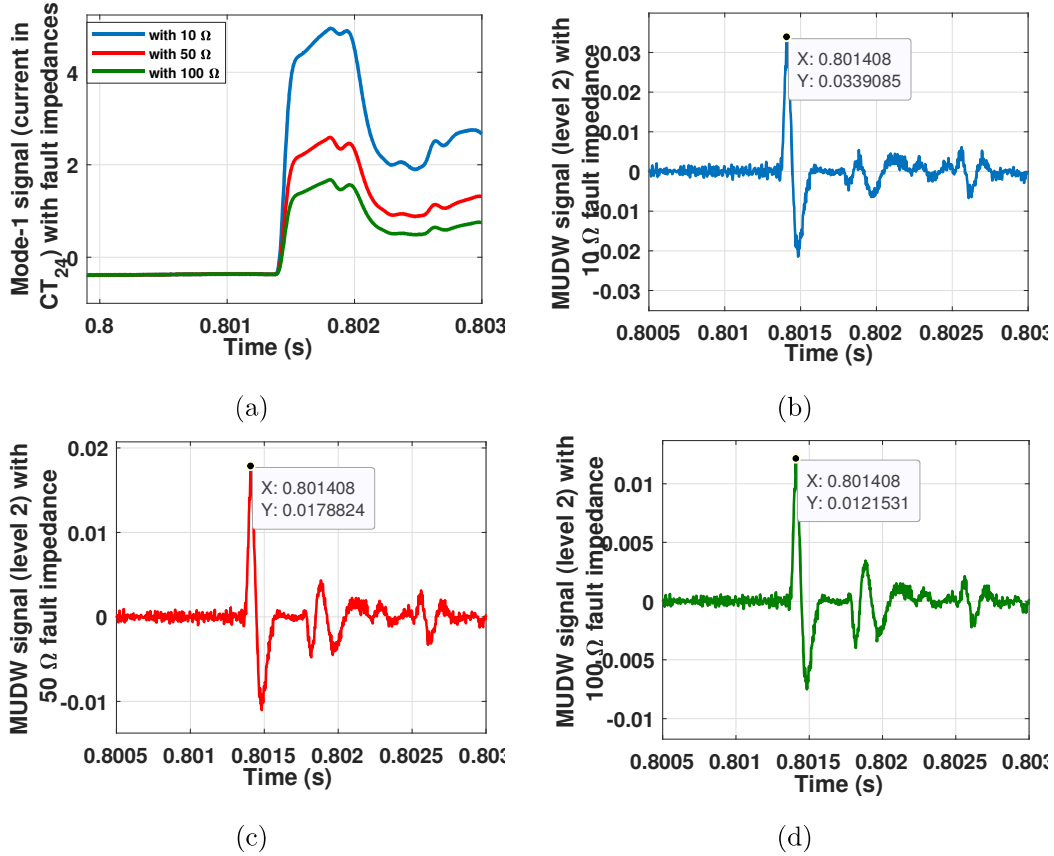 Mode-1 signal (current in
CT24) with fault impedances
with 10 Ω
with 50 Ω
with 100 Ω
4
2
0
0.8
0.801
0.802
0.803
Time (s)
(a)
MUDW signal (level 2) with
10 Ω fault impedance
0.03
0.02
0.01
0
-0.01
-0.02
-0.03
X: 0.801408
Y: 0.0339085
0.8005
0.801
0.8015
0.802
0.8025
0.803
Time (s)
(b)
MUDW signal (level 2) with
50 Ω fault impedance
0.02
0.01
0
-0.01
X: 0.801408
Y: 0.0178824
0.8005
0.801
0.8015
0.802
0.8025
0.803
Time (s)
(c)
MUDW signal (level 2) with
100 Ω fault impedance
0.01
0.005
0
-0.005
-0.01
X: 0.801408
Y: 0.0121531
0.8005
0.801
0.8015
0.802
0.8025
0.803
Time (s)
(d)